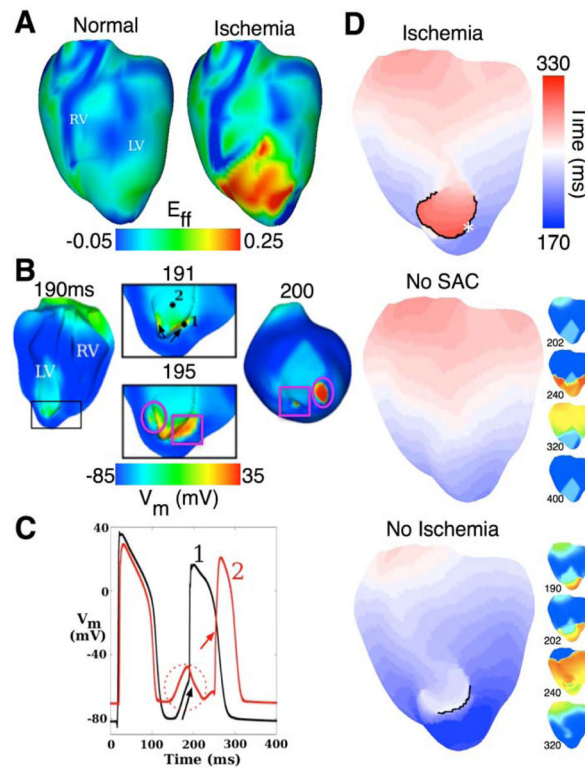 A
Normal
Ischemia
RV
LV
E_ff
-0.05
0.25
B
190ms
191
200
LV
RV
2
1
195
-85
35
V_m (mV)
C
40
0
V_m
(mV)
-40
-80
0
100
200
300
400
Time (ms)
1
2
D
Ischemia
330
Time (ms)
170
*
No SAC
202
240
320
400
No Ischemia
190
202
240
320